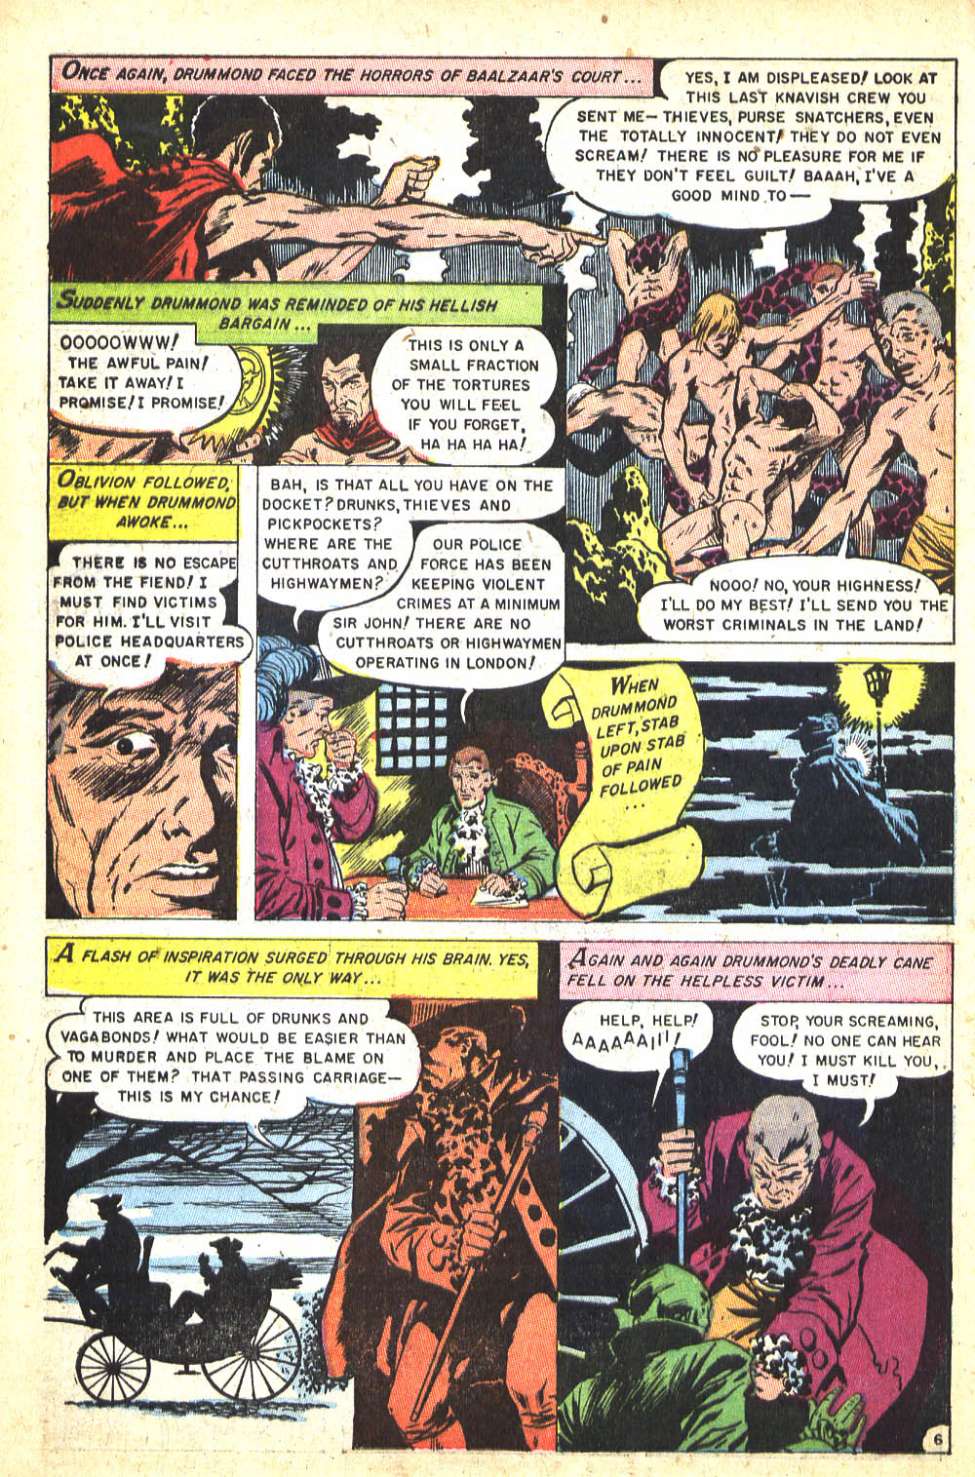 ONCE AGAIN, DRUMMOND FACED THE HORRORS OF BAALZAAR'S COURT...
YES, I AM DISPLEASED! LOOK AT
THIS LAST KNAVISH CREW YOU
SENT ME— THIEVES, PURSE SNATCHERS, EVEN
THE TOTALLY INNOCENT! THEY DO NOT EVEN
SCREAM! THERE IS NO PLEASURE FOR ME IF
THEY DON'T FEEL GUILT! BAAAH, I'VE A
GOOD MIND TO —
NOOO! NO, YOUR HIGHNESS!
I'LL DO MY BEST! I'LL SEND YOU THE
WORST CRIMINALS IN THE LAND!
SUDDENLY DRUMMOND WAS REMINDED OF HIS HELLISH
BARGAIN...
OOOOOWWW!
THE AWFUL PAIN!
TAKE IT AWAY! I
PROMISE! I PROMISE!
THIS IS ONLY A
SMALL FRACTION
OF THE TORTURES
YOU WILL FEEL
IF YOU FORGET,
HA HA HA HA!
OBLIVION FOLLOWED,
BUT WHEN DRUMMOND
AWOKE...
THERE IS NO ESCAPE
FROM THE FIEND! I
MUST FIND VICTIMS
FOR HIM. I'LL VISIT
POLICE HEADQUARTERS
AT ONCE!
BAH, IS THAT ALL YOU HAVE ON THE
DOCKET? DRUNKS, THIEVES AND
PICKPOCKETS?
WHERE ARE THE
CUTTHROATS AND
HIGHWAYMEN?
OUR POLICE
FORCE HAS BEEN
KEEPING VIOLENT
CRIMES AT A MINIMUM
SIR JOHN! THERE ARE NO
CUTTHROATS OR HIGHWAYMEN
OPERATING IN LONDON!
WHEN
DRUMMOND
LEFT, STAB
UPON STAB
OF PAIN
FOLLOWED
...
A FLASH OF INSPIRATION SURGED THROUGH HIS BRAIN. YES,
IT WAS THE ONLY WAY...
THIS AREA IS FULL OF DRUNKS AND
VAGABONDS! WHAT WOULD BE EASIER THAN
TO MURDER AND PLACE THE BLAME ON
ONE OF THEM? THAT PASSING CARRIAGE—
THIS IS MY CHANCE!
AGAIN AND AGAIN DRUMMOND'S DEADLY CANE
FELL ON THE HELPLESS VICTIM...
HELP, HELP!
AAAAAAIII!
STOP, YOUR SCREAMING,
FOOL! NO ONE CAN HEAR
YOU! I MUST KILL YOU,
I MUST!
6